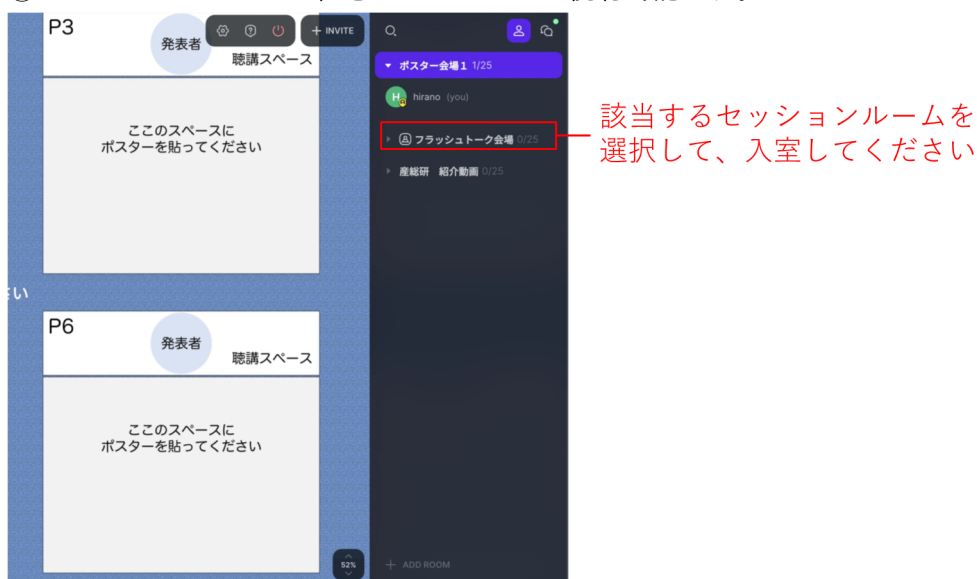 P3
発表者
聴講スペース
ここのスペースに
ポスターを貼ってください
さい
P6
発表者
聴講スペース
ここのスペースに
ポスターを貼ってください
52%
+ INVITE
ポスター会場1 1/25
H
hirano (you)
フラッシュトーク会場 0/25
産総研 紹介動画 0/25
+ ADD ROOM
該当するセッションルームを
選択して、入室してください